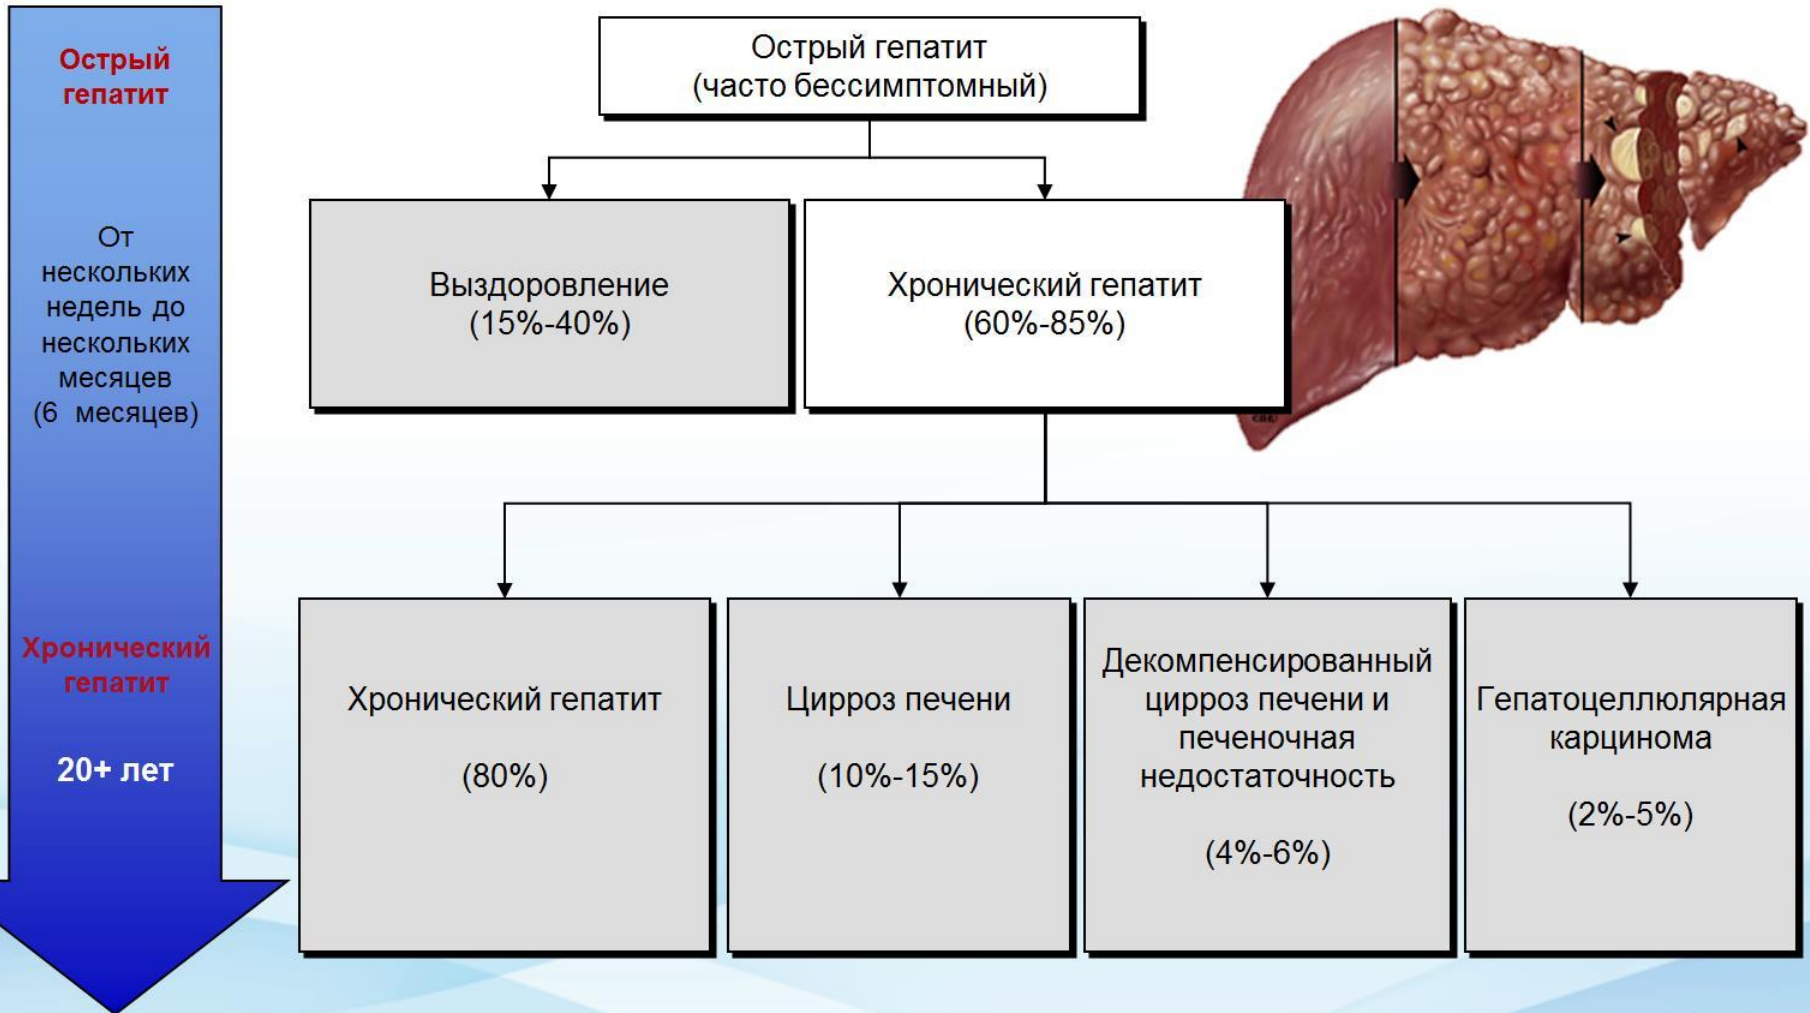 Острый
гепатит
От
нескольких
недель до
нескольких
месяцев
(6 месяцев)
Хронический
гепатит
20+ лет
Острый гепатит
(часто бессимптомный)
Выздоровление
(15%-40%)
Хронический гепатит
(60%-85%)
Хронический гепатит
(80%)
Цирроз печени
(10%-15%)
Декомпенсированный
цирроз печени и
печеночная
недостаточность
(4%-6%)
Гепатоцеллюлярная
карцинома
(2%-5%)